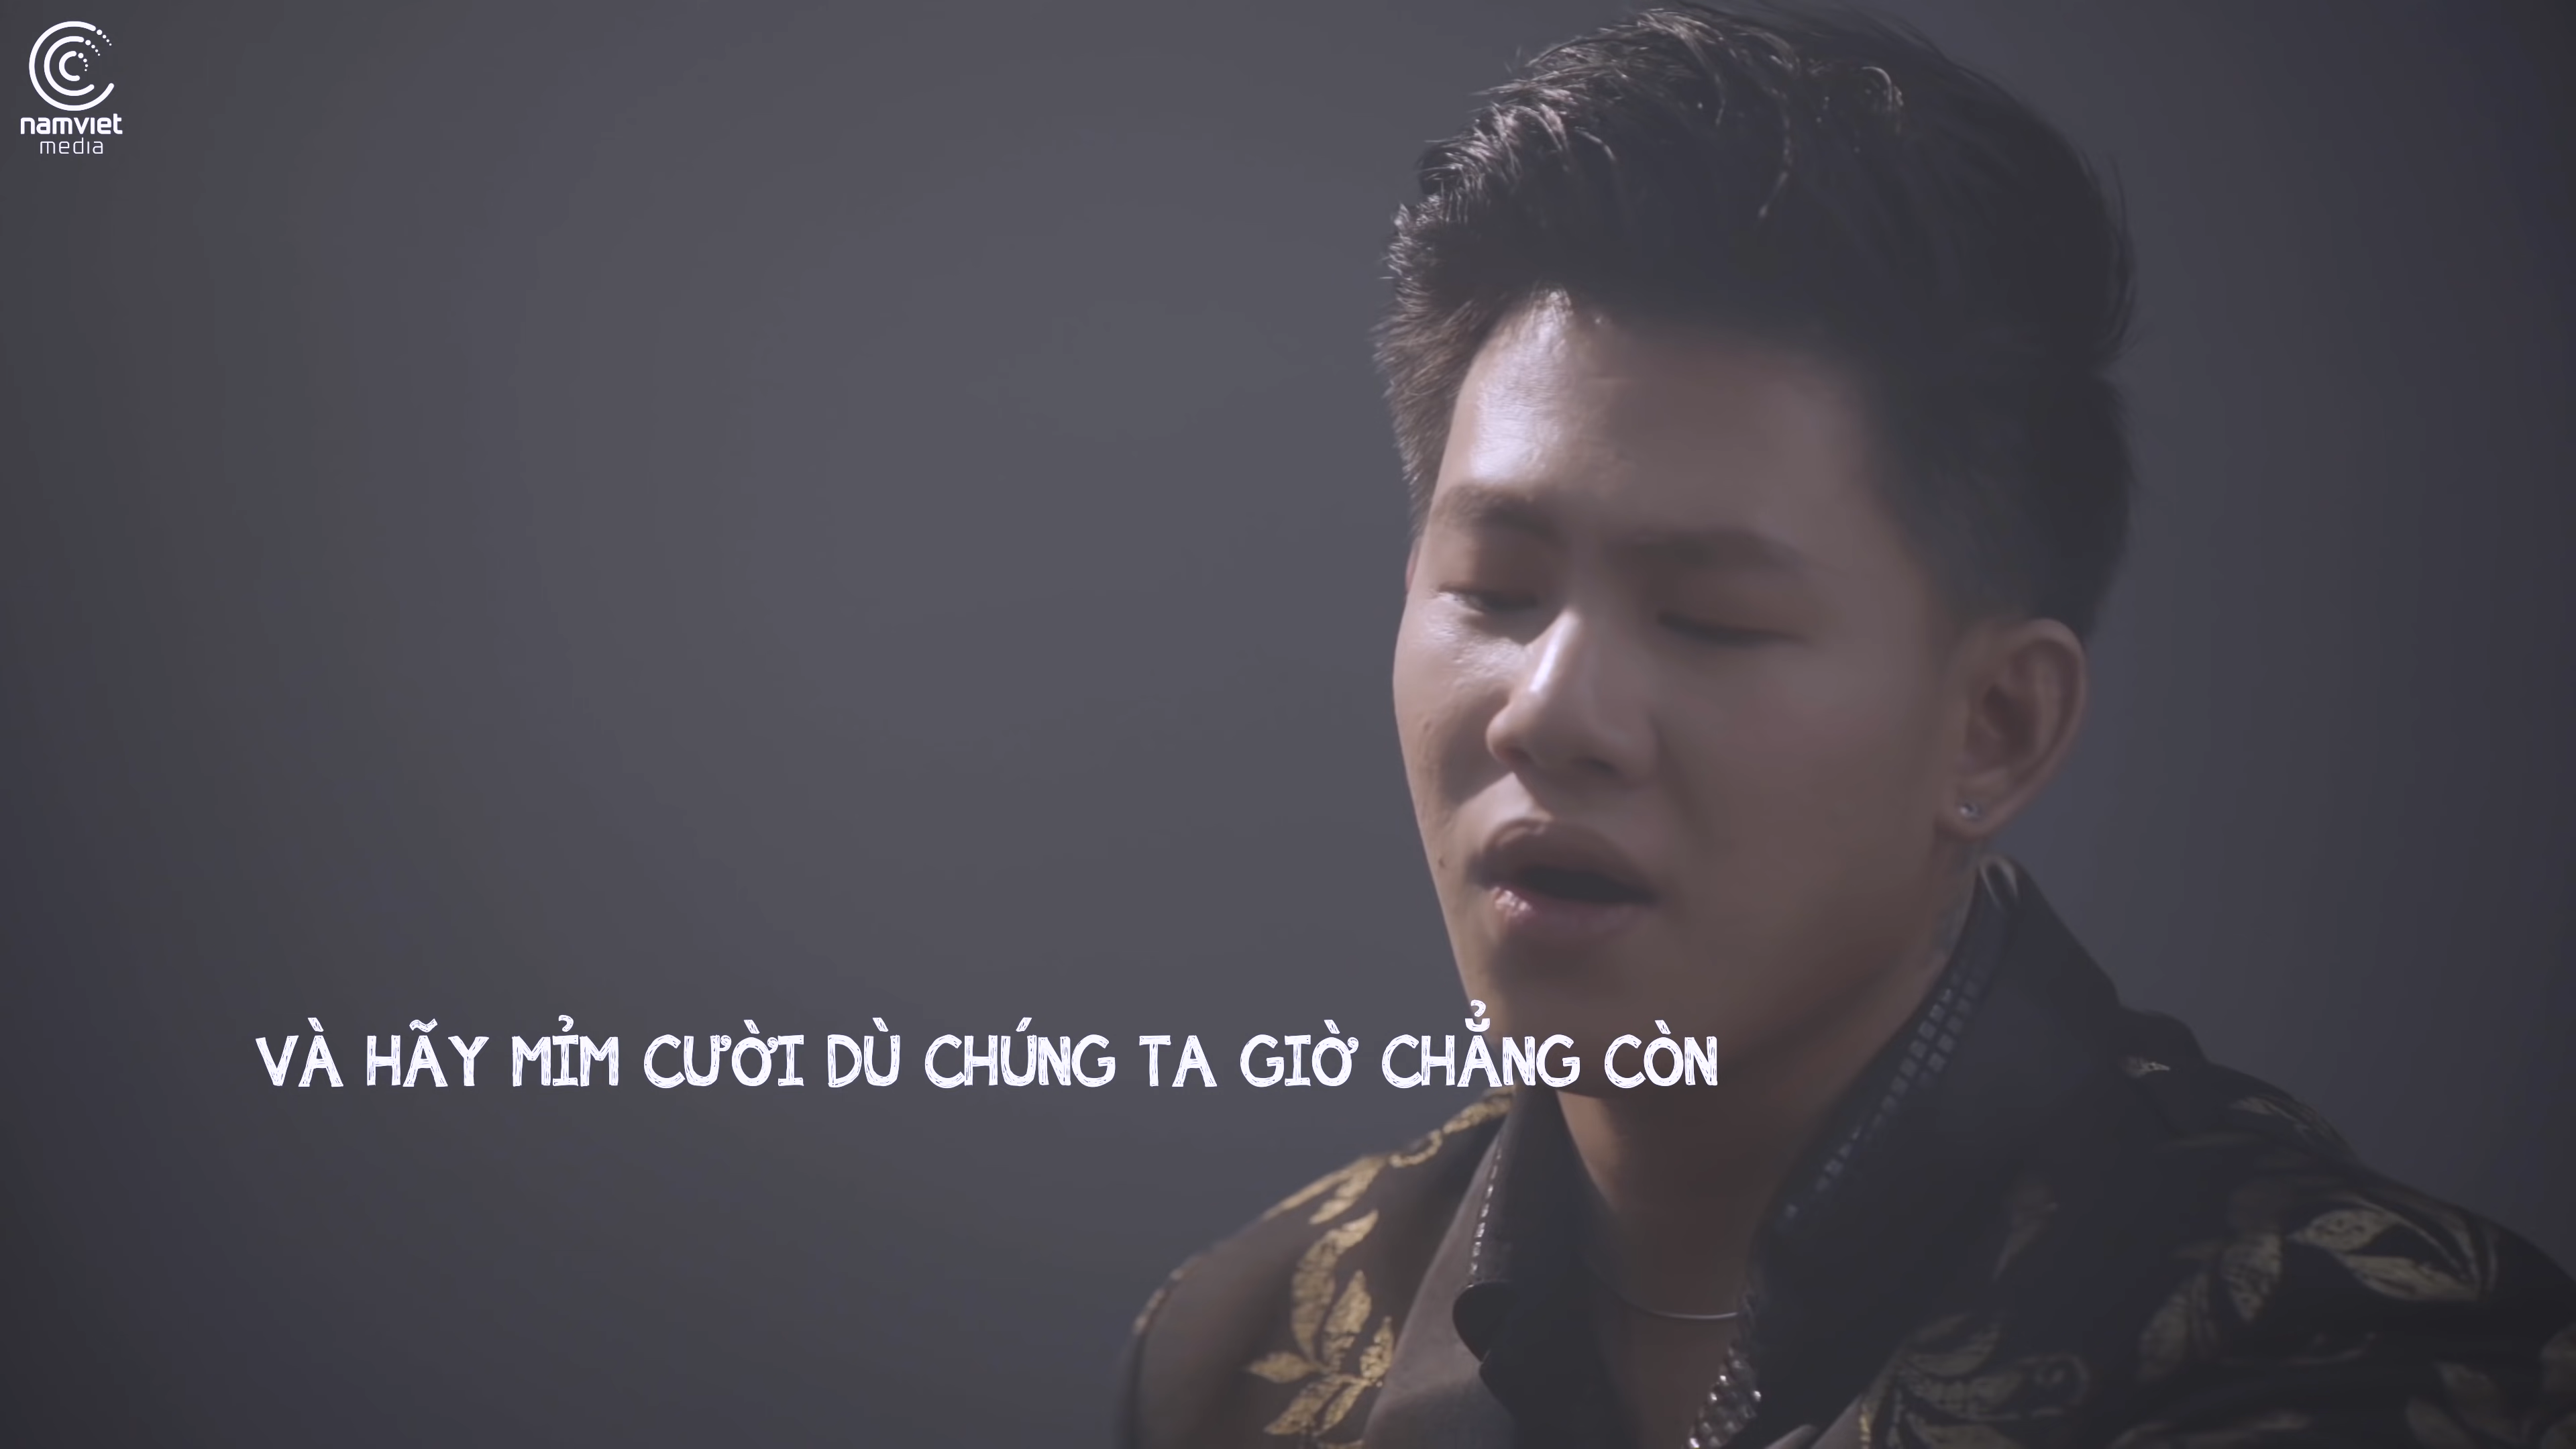 namviet
media
VÀ HÃY MỈM CƯỜI DÙ CHÚNG TA GIỜ CHẲNG CÒN